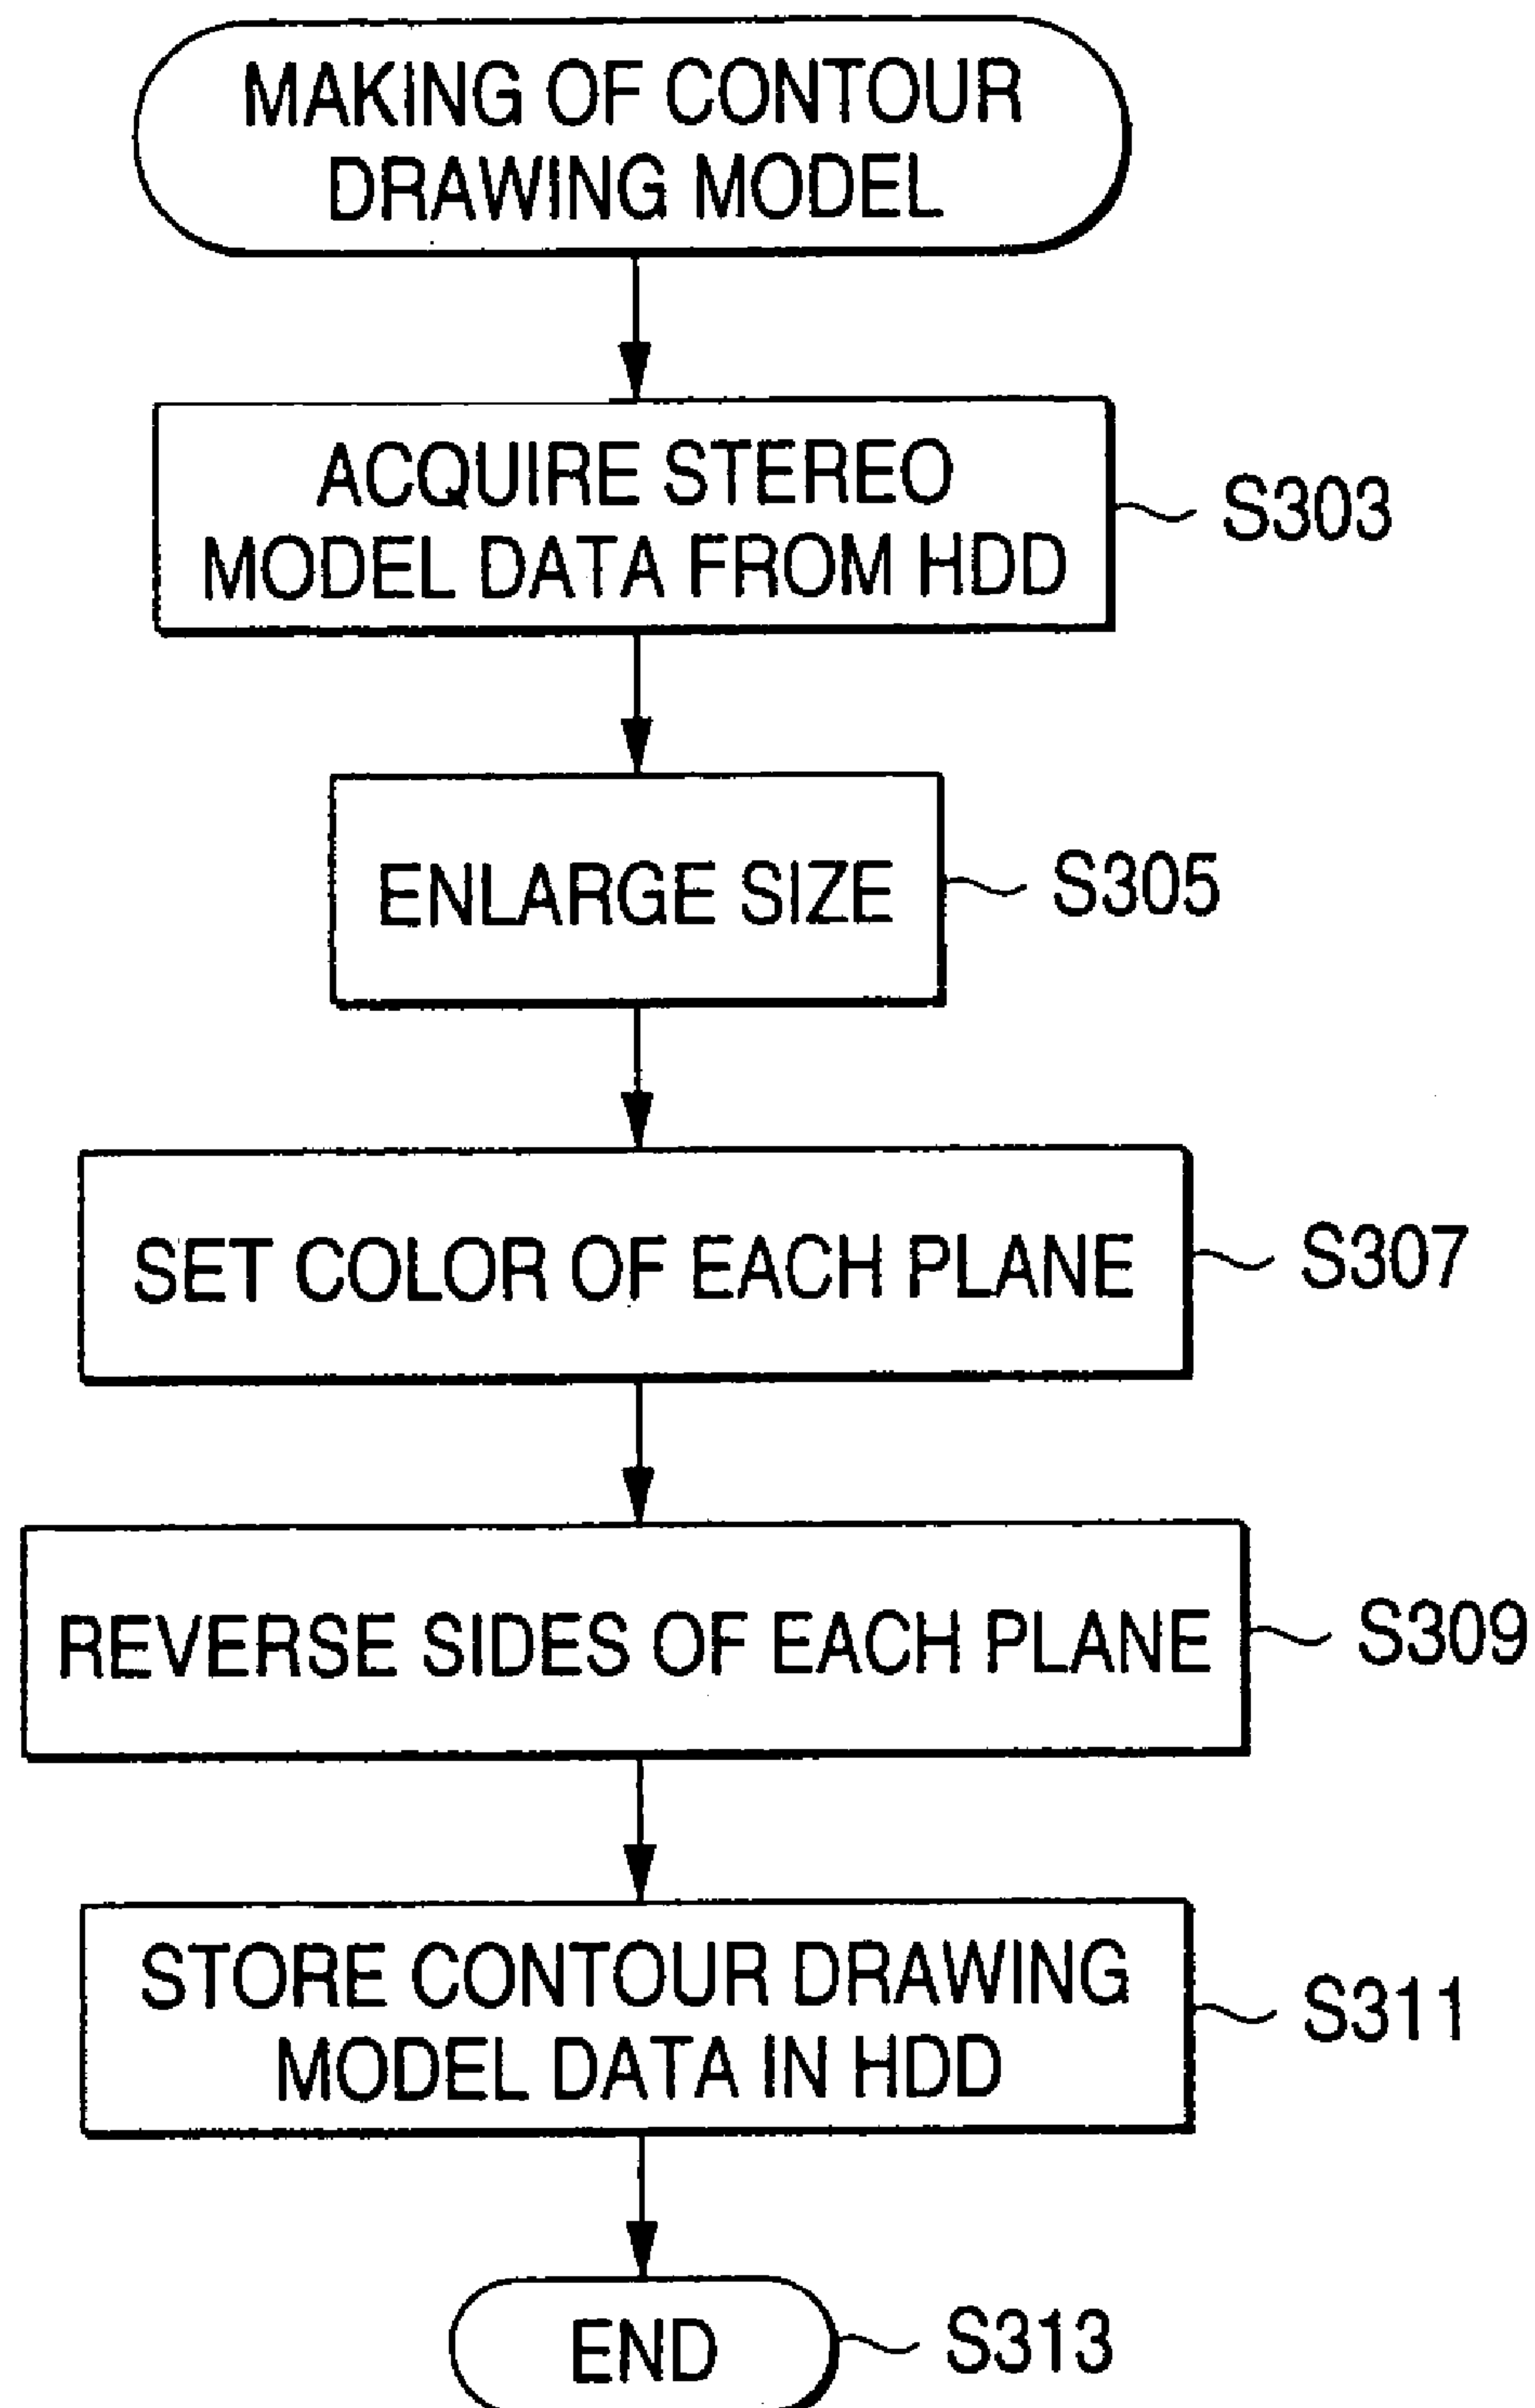 MAKING OF CONTOUR
DRAWING MODEL
ACQUIRE STEREO
MODEL DATA FROM HDD
S303
ENLARGE SIZE
S305
SET COLOR OF EACH PLANE
S307
REVERSE SIDES OF EACH PLANE
S309
STORE CONTOUR DRAWING
MODEL DATA IN HDD
S311
END
S313